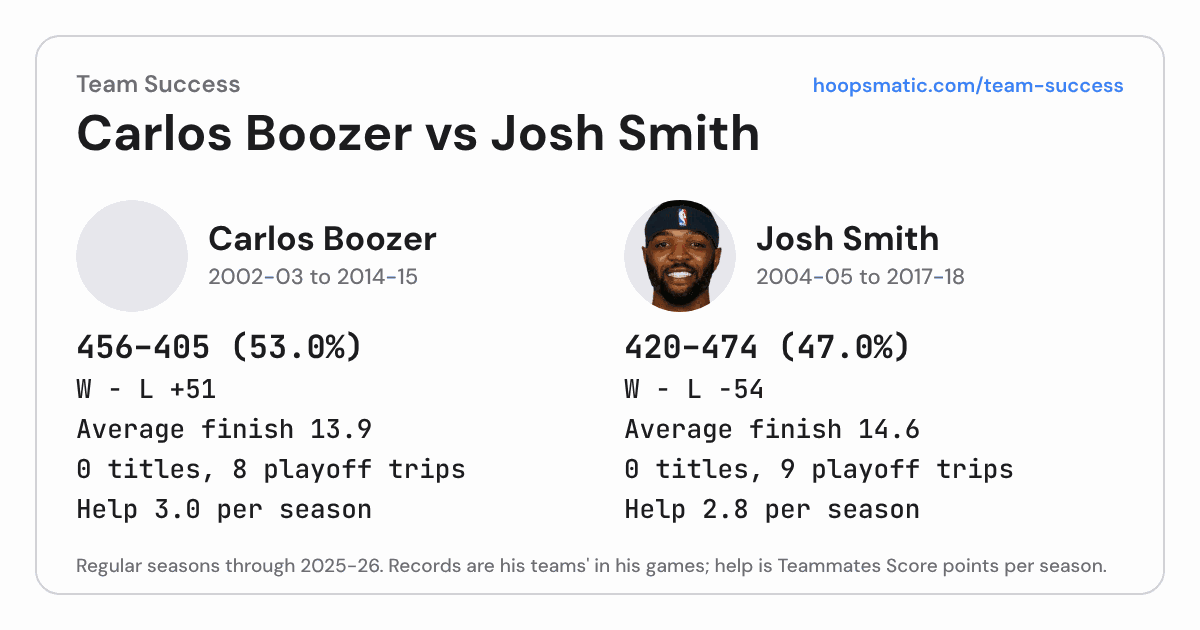 Team Success
hoopsmatic.com/team-success
Carlos Boozer vs Josh Smith
Carlos Boozer
2002-03 to 2014-15
456-405 (53.0%)
W - L +51
Average finish 13.9
0 titles, 8 playoff trips
Help 3.0 per season
Josh Smith
2004-05 to 2017-18
420-474 (47.0%)
W - L -54
Average finish 14.6
0 titles, 9 playoff trips
Help 2.8 per season
Regular seasons through 2025-26. Records are his teams' in his games; help is Teammates Score points per season.